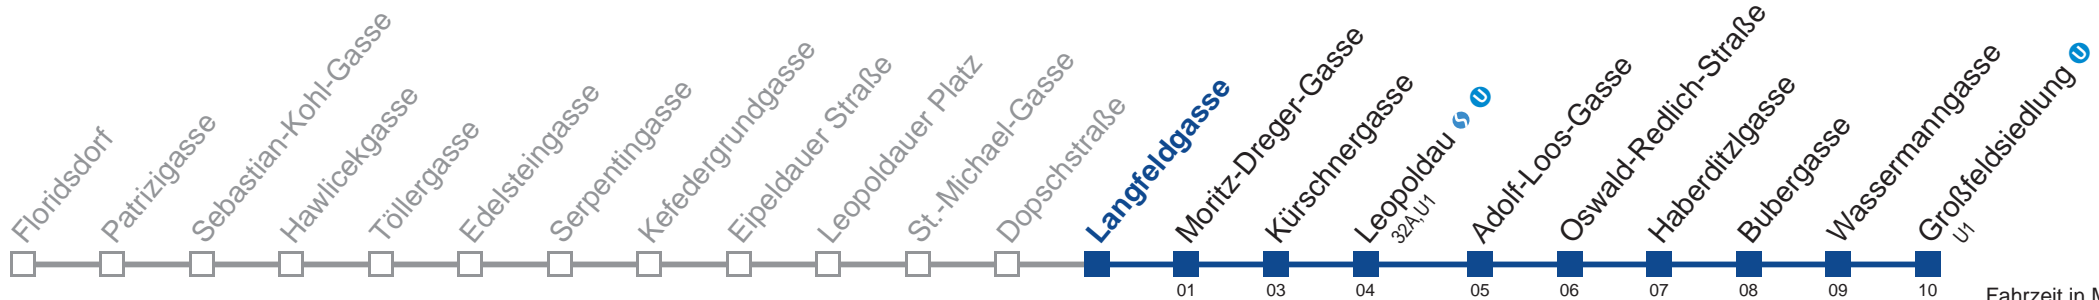 Floridsdorf
Patrizigasse
Sebastian-Kohl-Gasse
Hawlicekgasse
Töllergasse
Edelsteingasse
Serpentingasse
Kefedergrundgasse
Eipeldauer Straße
Leopoldauer Platz
St.-Michael-Gasse
Dopschstraße
Langfeldgasse
Moritz-Dreger-Gasse
Kürschnergasse
Leopoldau
32A,U1
Adolf-Loos-Gasse
Oswald-Redlich-Straße
Haberditzlgasse
Bubergasse
Wassermanngasse
Großfeldsiedlung U
U1
01 03 04 05 06 07 08 09 10
Fahrzeit in M